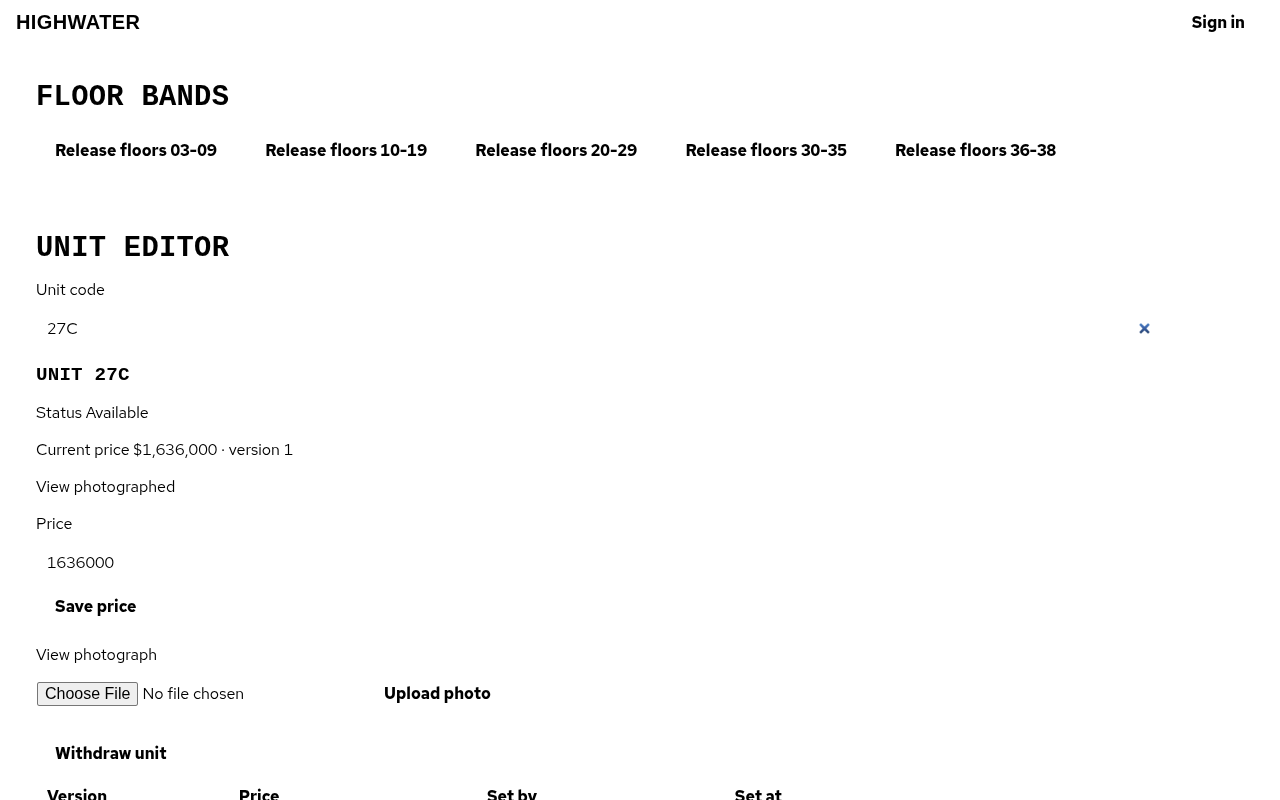 HIGHWATER Sign in
FLOOR BANDS
Release floors 03-09 Release floors 10-19 Release floors 20-29 Release floors 30-35 Release floors 36-38
UNIT EDITOR
Unit code
27C ×
UNIT 27C
Status Available
Current price $1,636,000 · version 1
View photographed
Price
1636000
Save price
View photograph
Choose File No file chosen Upload photo
Withdraw unit
Version Price Set by Set at